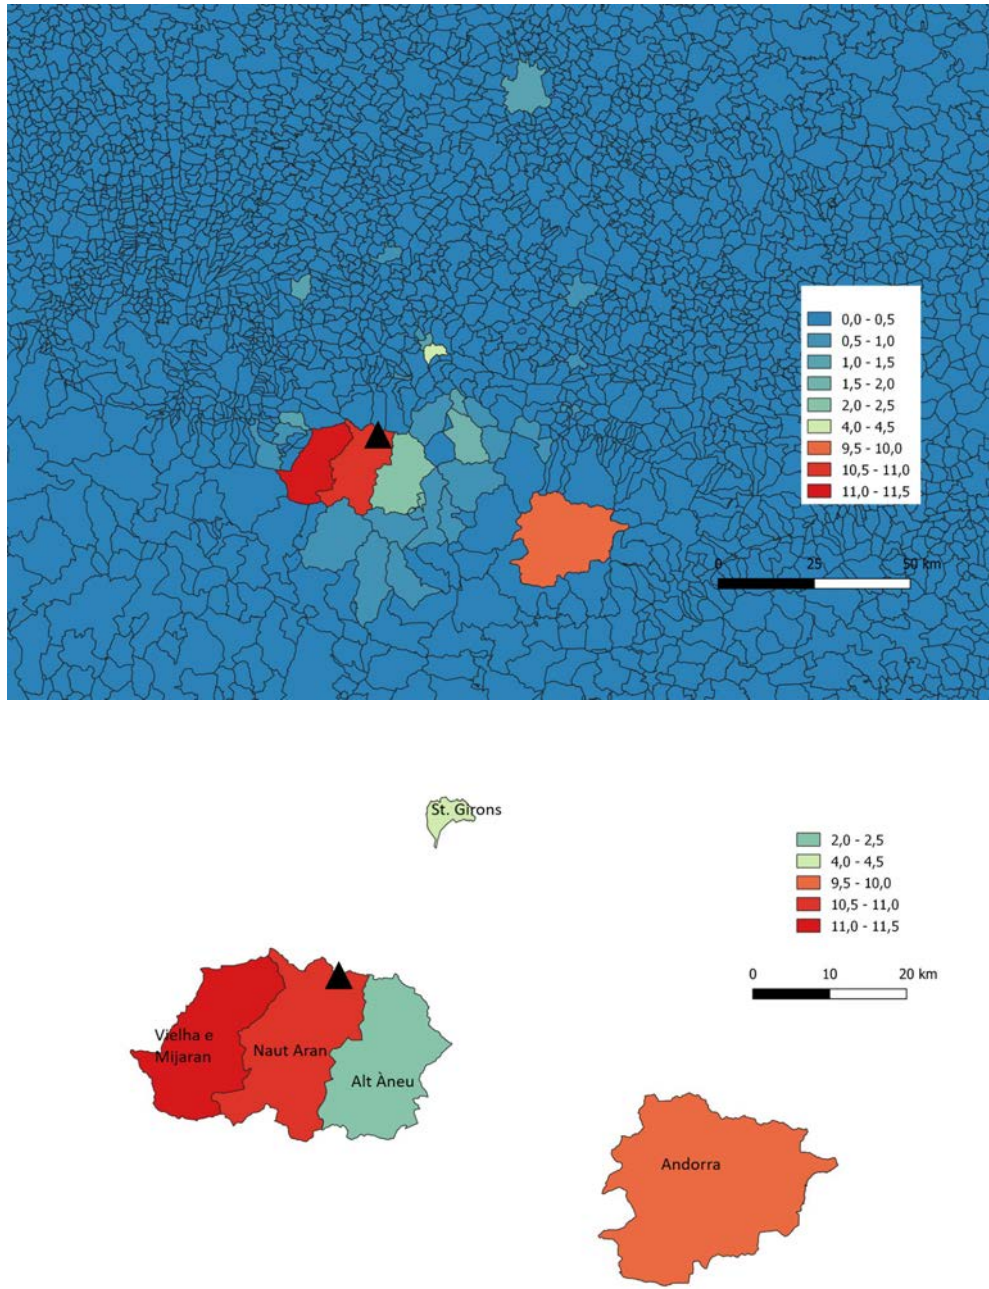 0,0 - 0,5
0,5 - 1,0
1,0 - 1,5
1,5 - 2,0
2,0 - 2,5
4,0 - 4,5
9,5 - 10,0
10,5 - 11,0
11,0 - 11,5
0 25 50 km
St. Girons
2,0 - 2,5
4,0 - 4,5
9,5 - 10,0
10,5 - 11,0
11,0 - 11,5
0 10 20 km
Vielha e
Mijaran
Naut Aran
Alt Àneu
Andorra